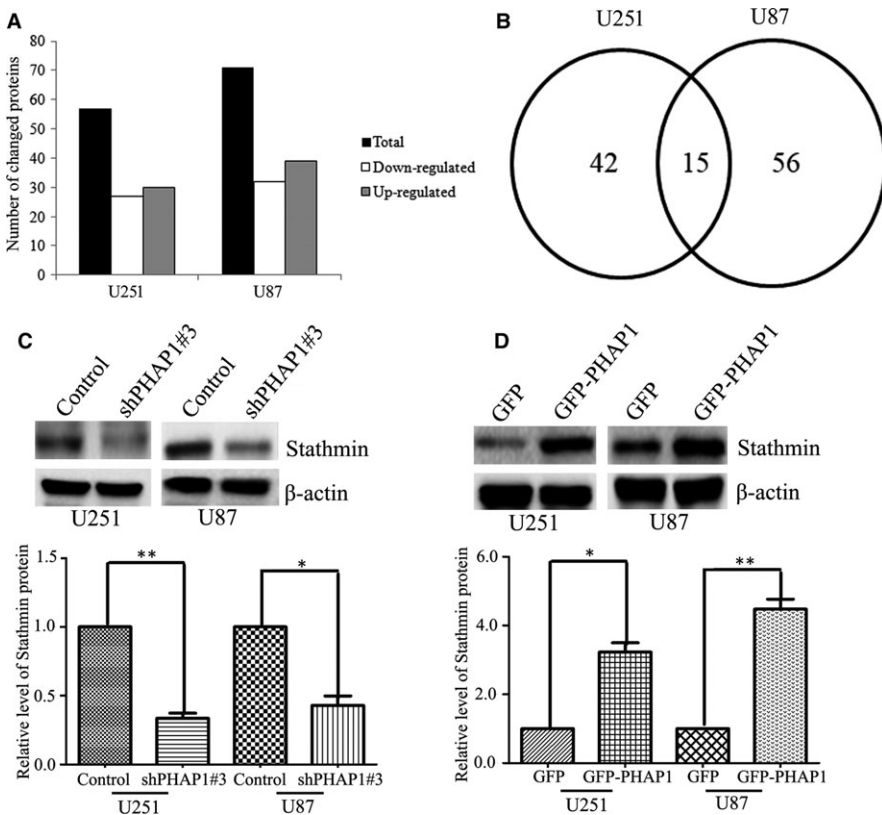 A
Number of changed proteins
80
70
60
50
40
30
20
10
0
U251
U87
Total
Down-regulated
Up-regulated
B
U251
U87
42
15
56
C
Control
shPHAP1#3
Control
shPHAP1#3
Stathmin
β-actin
U251
U87
Relative level of Stathmin protein
1.5
1.0
0.5
0.0
**
*
Control
shPHAP1#3
Control
shPHAP1#3
U251
U87
D
GFP
GFP-PHAP1
GFP
GFP-PHAP1
Stathmin
β-actin
U251
U87
Relative level of Stathmin protein
6.0
4.0
2.0
0.0
*
**
GFP
GFP-PHAP1
GFP
GFP-PHAP1
U251
U87